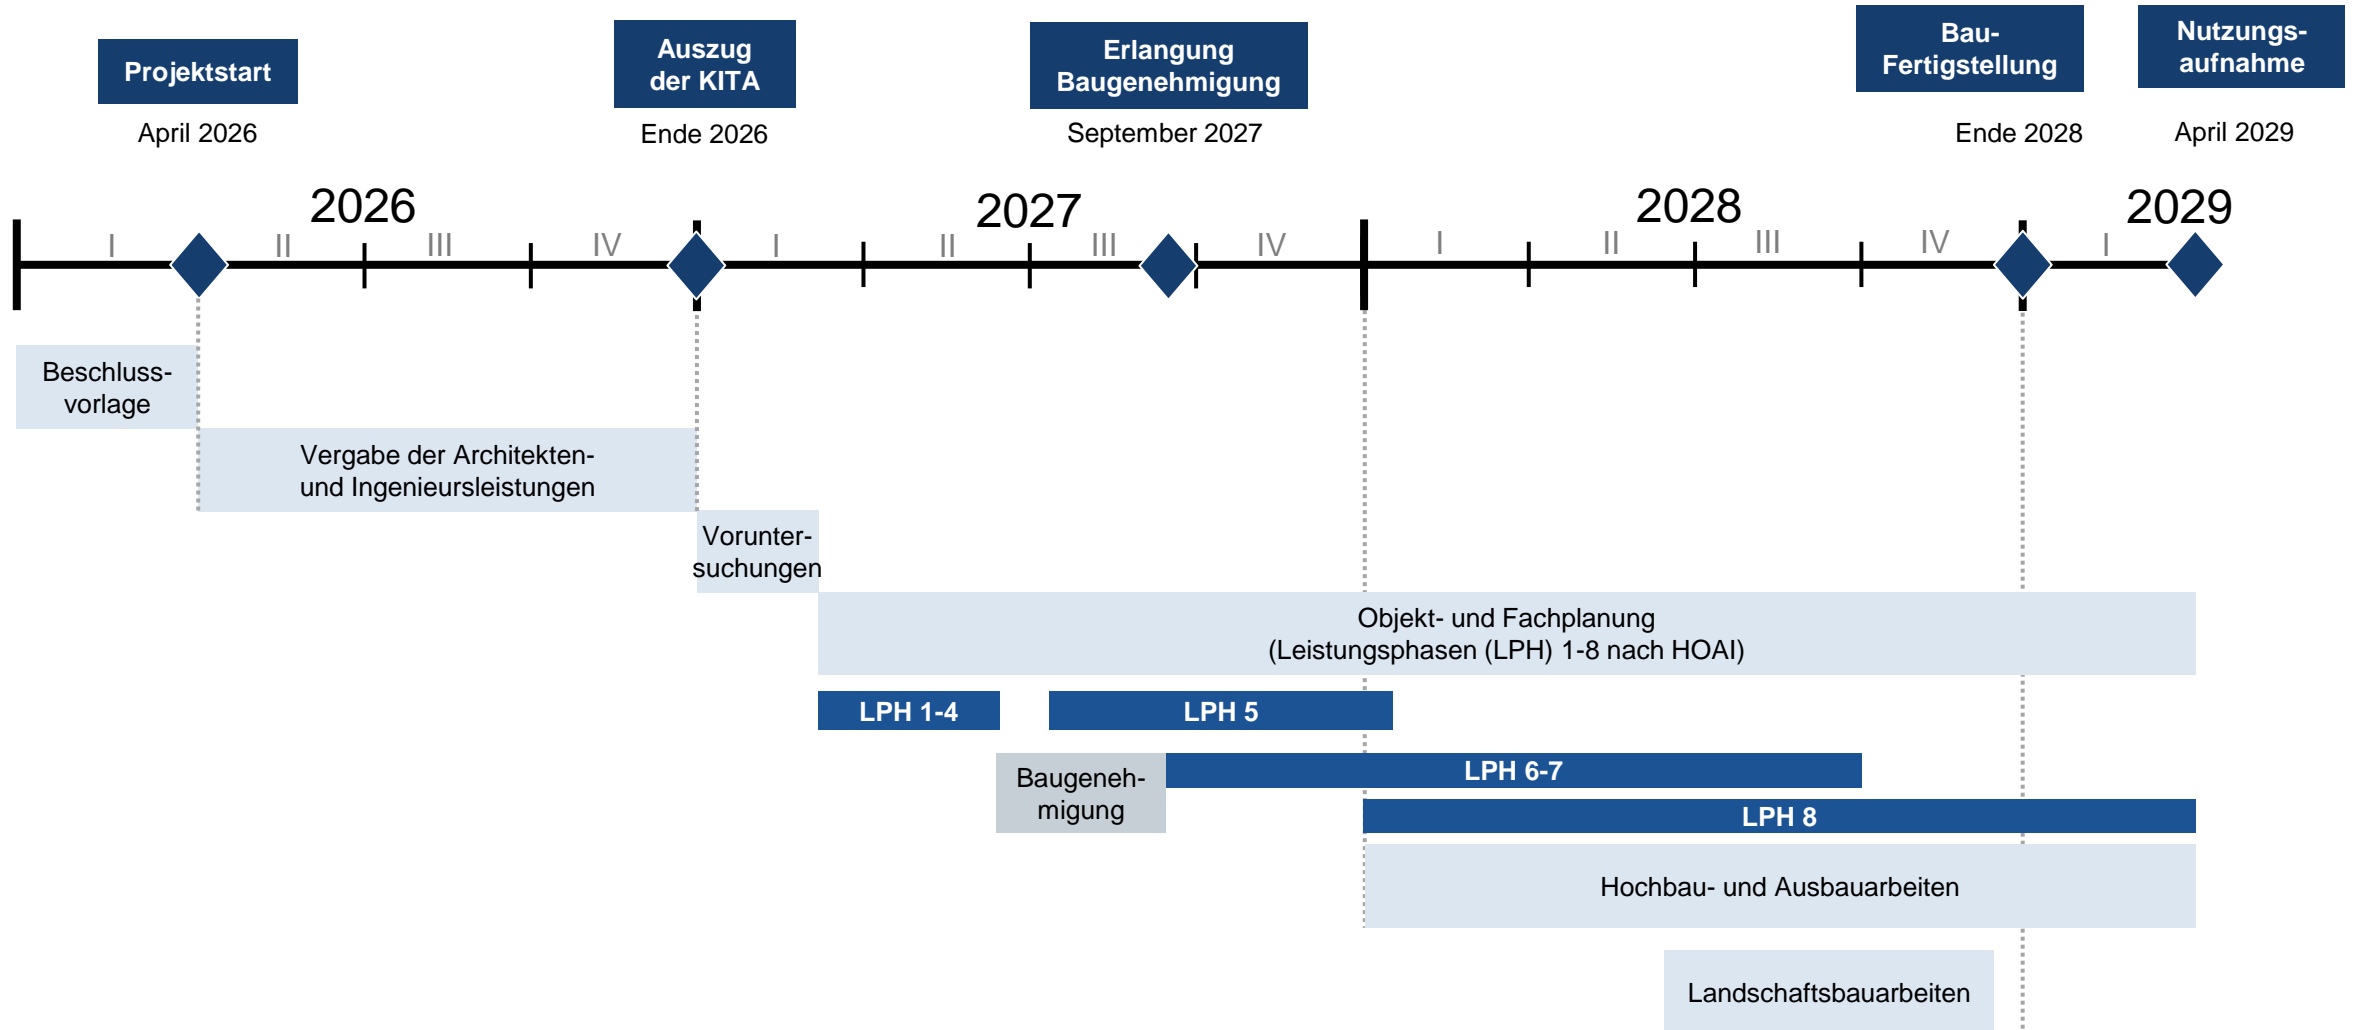 Projektstart
April 2026
Auszug
der KITA
Ende 2026
Erlangung
Baugenehmigung
September 2027
Bau-
Fertigstellung
Ende 2028
Nutzungs-
aufnahme
April 2029
2026
2027
2028
2029
I
II
III
IV
I
II
III
IV
I
II
III
IV
I
Beschluss-
vorlage
Vergabe der Architekten-
und Ingenieursleistungen
Vorunter-
suchungen
Objekt- und Fachplanung
(Leistungsphasen (LPH) 1-8 nach HOAI)
LPH 1-4
LPH 5
Baugeneh-
migung
LPH 6-7
LPH 8
Hochbau- und Ausbauarbeiten
Landschaftsbauarbeiten